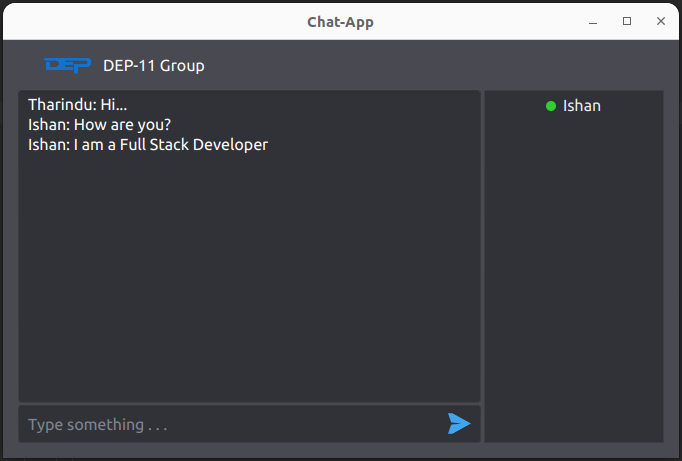 Chat-App
DEP DEP-11 Group
Tharindu: Hi...
Ishan: How are you?
Ishan: I am a Full Stack Developer
Ishan
Type something . . .